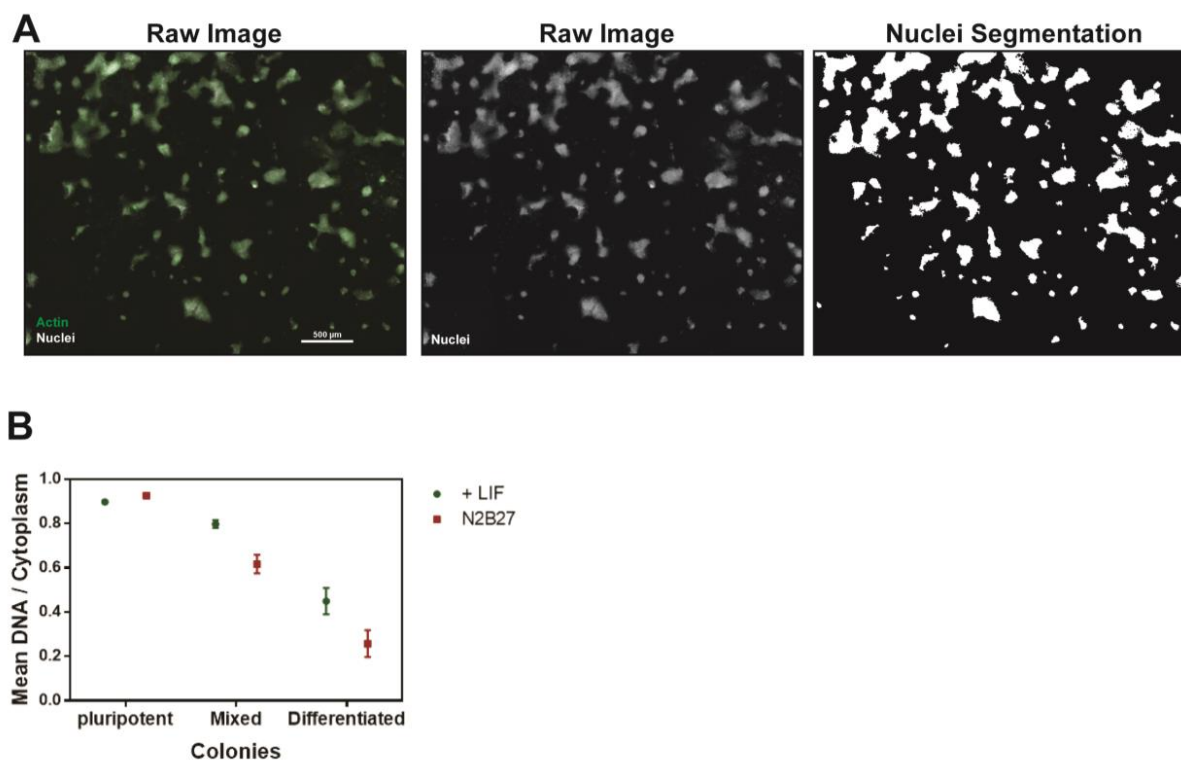 A
Raw Image
Raw Image
Nuclei Segmentation
Actin
Nuclei
500 µm
Nuclei
B
Mean DNA / Cytoplasm
1.0
0.8
0.6
0.4
0.2
0.0
pluripotent Mixed Differentiated
Colonies
+ LIF
N2B27